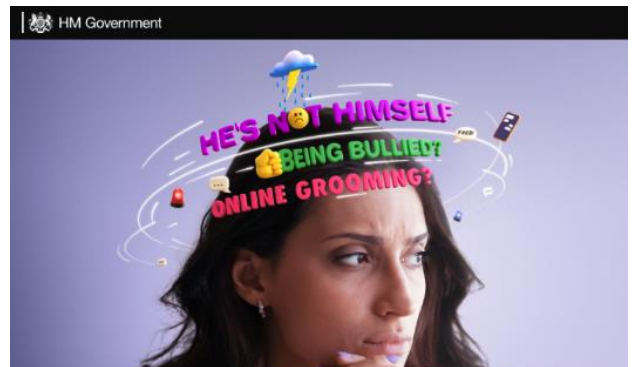 HM Government
HE'S NOT HIMSELF
BEING BULLIED?
ONLINE GROOMING?